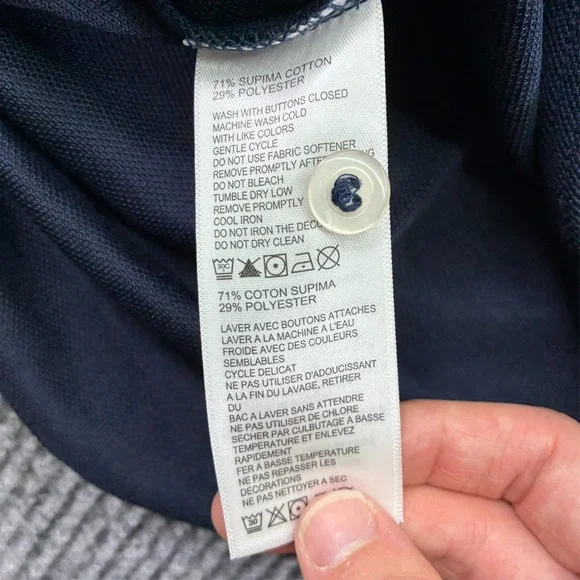 71% SUPIMA COTTON
29% POLYESTER
WASH WITH BUTTONS CLOSED
MACHINE WASH COLD
WITH LIKE COLORS
GENTLE CYCLE
DO NOT USE FABRIC SOFTENER
REMOVE PROMPTLY
DO NOT BLEACH
TUMBLE DRY LOW
REMOVE PROMPTLY
COOL IRON
DO NOT IRON THE
DO NOT DRY CLEAN
30C
71% COTON SUPIMA
29% POLYESTER
LAVER AVEC BOUTONS ATTACHES
LAVER A LA MACHINE A L'EAU
FROIDE AVEC DES COULEURS
SEMBLABLES
CYCLE DELICAT
NE PAS UTILISER D'ADOUCISSANT
A LA FIN DU LAVAGE, RETIRER
DU
BAC A LAVER SANS ATTENDRE
NE PAS UTILISER DE CHLORE
SECHER PAR CULBUTAGE A BASSE
TEMPERATURE ET ENLEVEZ
RAPIDEMENT
FER A BASSE TEMPERATURE
NE PAS REPASSER LES
DECORATIONS
NE PAS NETTOYER A SEC